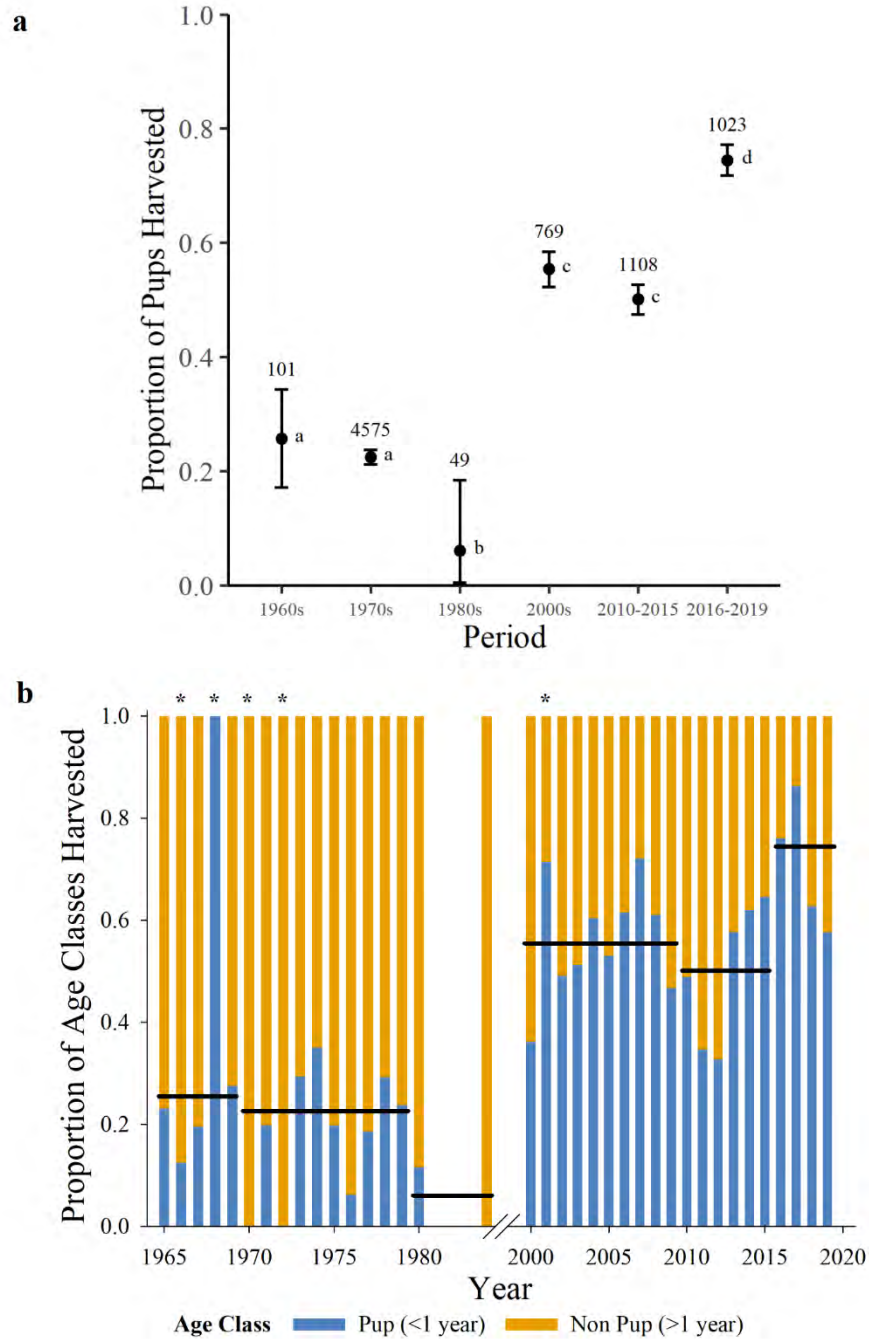 a
Proportion of Pups Harvested
1.0
0.8
0.6
0.4
0.2
0.0
101
a
4575
a
49
b
769
c
1108
c
1023
d
1960s 1970s 1980s 2000s 2010-2015 2016-2019
Period
b
* * * * *
Proportion of Age Classes Harvested
1.0
0.8
0.6
0.4
0.2
0.0
1965 1970 1975 1980 2000 2005 2010 2015 2020
Year
Age Class Pup (<1 year) Non Pup (>1 year)